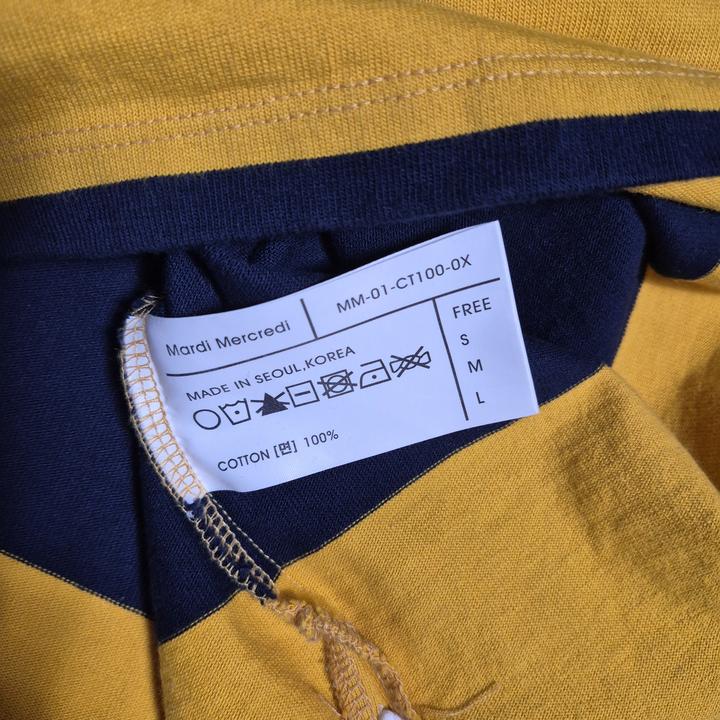 Mardi Mercredi
MM-01-CT100-0X
MADE IN SEOUL,KOREA
COTTON [면] 100%
FREE
S
M
L